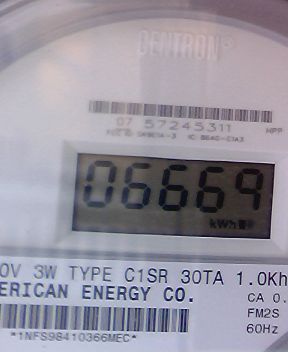 CENTRON®
07 57245311
HPP
06669
kWh
0V 3W TYPE C1SR 30TA 1.0Kh
ERICAN ENERGY CO.
CA 0.
FM2S
60Hz
*1NFS98410366MEC*